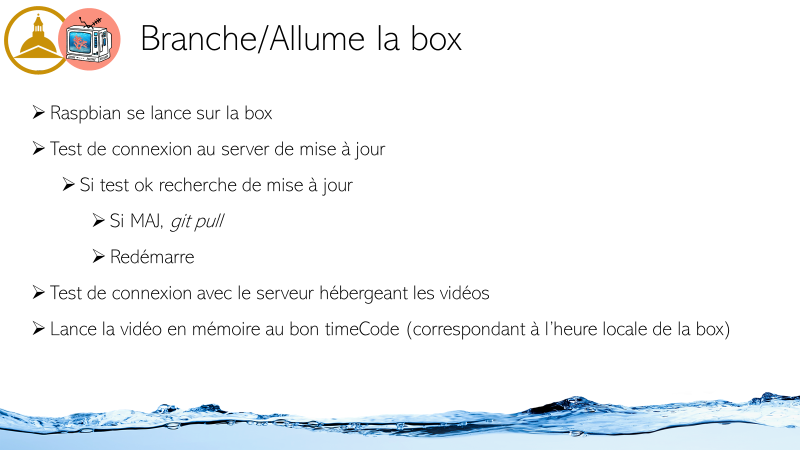 Branche/Allume la box
➢ Raspbian se lance sur la box
➢ Test de connexion au server de mise à jour
➢ Si test ok recherche de mise à jour
➢ Si MAJ, git pull
➢ Redémarre
➢ Test de connexion avec le serveur hébergeant les vidéos
➢ Lance la vidéo en mémoire au bon timeCode (correspondant à l'heure locale de la box)